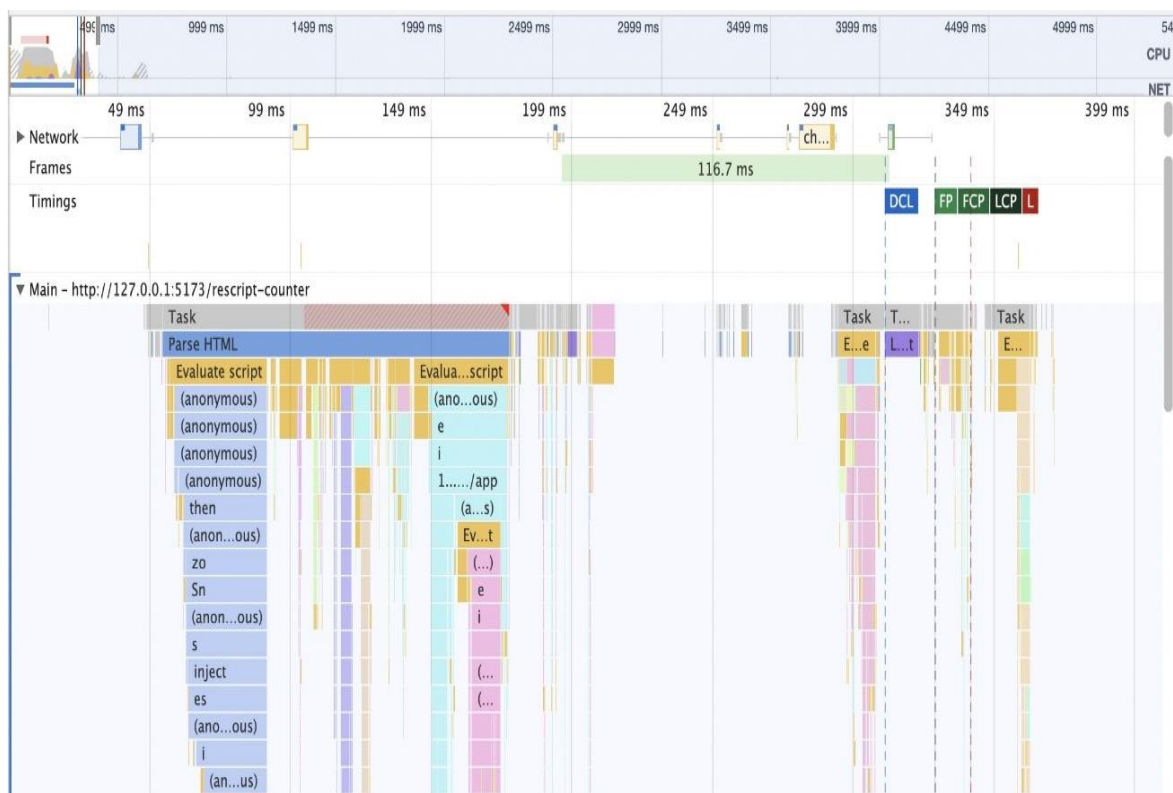 499 ms 999 ms 1499 ms 1999 ms 2499 ms 2999 ms 3499 ms 3999 ms 4499 ms 4999 ms 54
CPU
NET
49 ms 99 ms 149 ms 199 ms 249 ms 299 ms 349 ms 399 ms
Network ch...
Frames 116.7 ms
Timings DCL FP FCP LCP L
Main – http://127.0.0.1:5173/rescript-counter
Task Task T... Task
Parse HTML E...e L...t E...
Evaluate script Evalua...script
(anonymous) (ano...ous)
(anonymous) e
(anonymous) i
(anonymous) 1...../app
then (a...s)
(anon...ous) Ev...t
zo (...)
Sn e
(anon...ous) i
s
inject (...
es (...
(ano...ous)
i
(an...us)